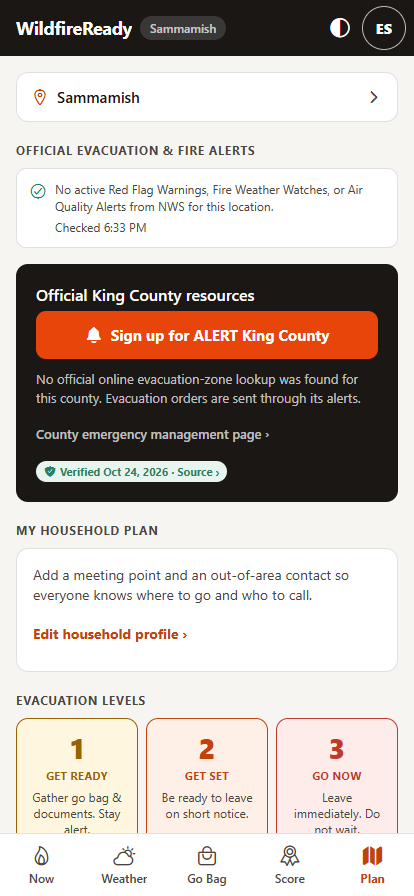 WildfireReady Sammamish ES
Sammamish
OFFICIAL EVACUATION & FIRE ALERTS
No active Red Flag Warnings, Fire Weather Watches, or Air
Quality Alerts from NWS for this location.
Checked 6:33 PM
Official King County resources
Sign up for ALERT King County
No official online evacuation-zone lookup was found for
this county. Evacuation orders are sent through its alerts.
County emergency management page ›
Verified Oct 24, 2026 · Source ›
MY HOUSEHOLD PLAN
Add a meeting point and an out-of-area contact so
everyone knows where to go and who to call.
Edit household profile ›
EVACUATION LEVELS
1
GET READY
Gather go bag &
documents. Stay
alert.
2
GET SET
Be ready to leave
on short notice.
3
GO NOW
Leave
immediately. Do
not wait.
Now Weather Go Bag Score Plan